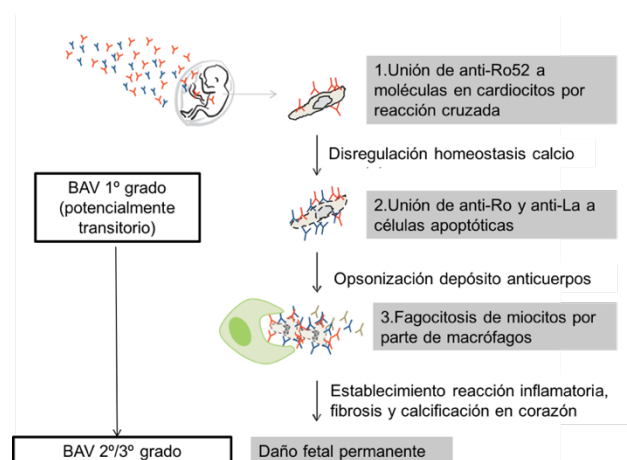 1.Unión de anti-Ro52 a
moléculas en cardiocitos por
reacción cruzada
Disregulación homeostasis calcio
BAV 1º grado
(potencialmente
transitorio)
2.Unión de anti-Ro y anti-La a
células apoptóticas
Opsonización depósito anticuerpos
3.Fagocitosis de miocitos por
parte de macrófagos
Establecimiento reacción inflamatoria,
fibrosis y calcificación en corazón
BAV 2º/3º grado
Daño fetal permanente